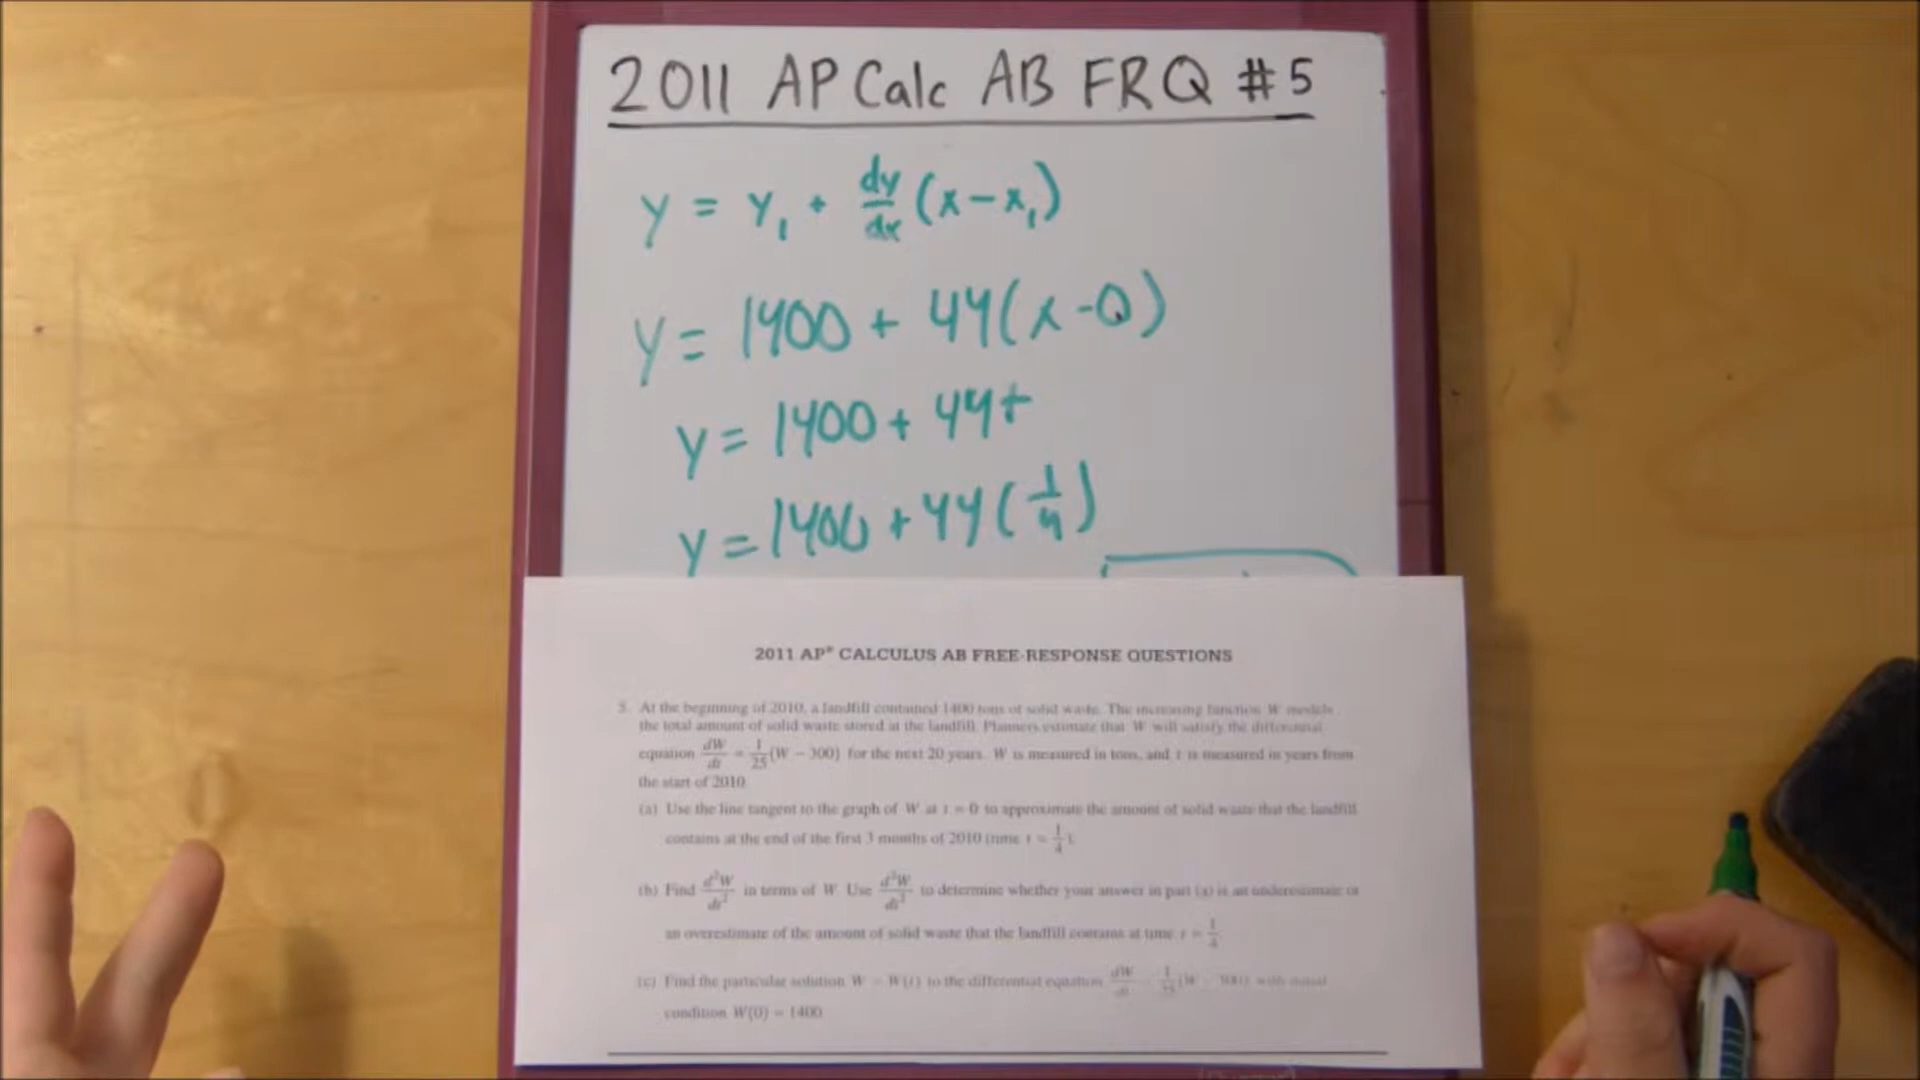 2011 AP Calc AB FRQ #5
y = y₁ + dy/dx (x - x₁)
y = 1400 + 44(x - 0)
y = 1400 + 44t
y = 1400 + 44(1/4)
2011 AP® CALCULUS AB FREE-RESPONSE QUESTIONS
5. At the beginning of 2010, a landfill contained 1400 tons of solid waste. The increasing function W models
the total amount of solid waste stored at the landfill. Planners estimate that W will satisfy the differential
equation dW/dt = 1/25 (W - 300) for the next 20 years. W is measured in tons, and t is measured in years from
the start of 2010.
(a) Use the line tangent to the graph of W at t = 0 to approximate the amount of solid waste that the landfill
contains at the end of the first 3 months of 2010 (time t = 1/4).
(b) Find d²W/dt² in terms of W. Use d²W/dt² to determine whether your answer in part (a) is an underestimate or
an overestimate of the amount of solid waste that the landfill contains at time t = 1/4.
(c) Find the particular solution W = W(t) to the differential equation dW/dt = 1/25 (W - 300) with initial
condition W(0) = 1400